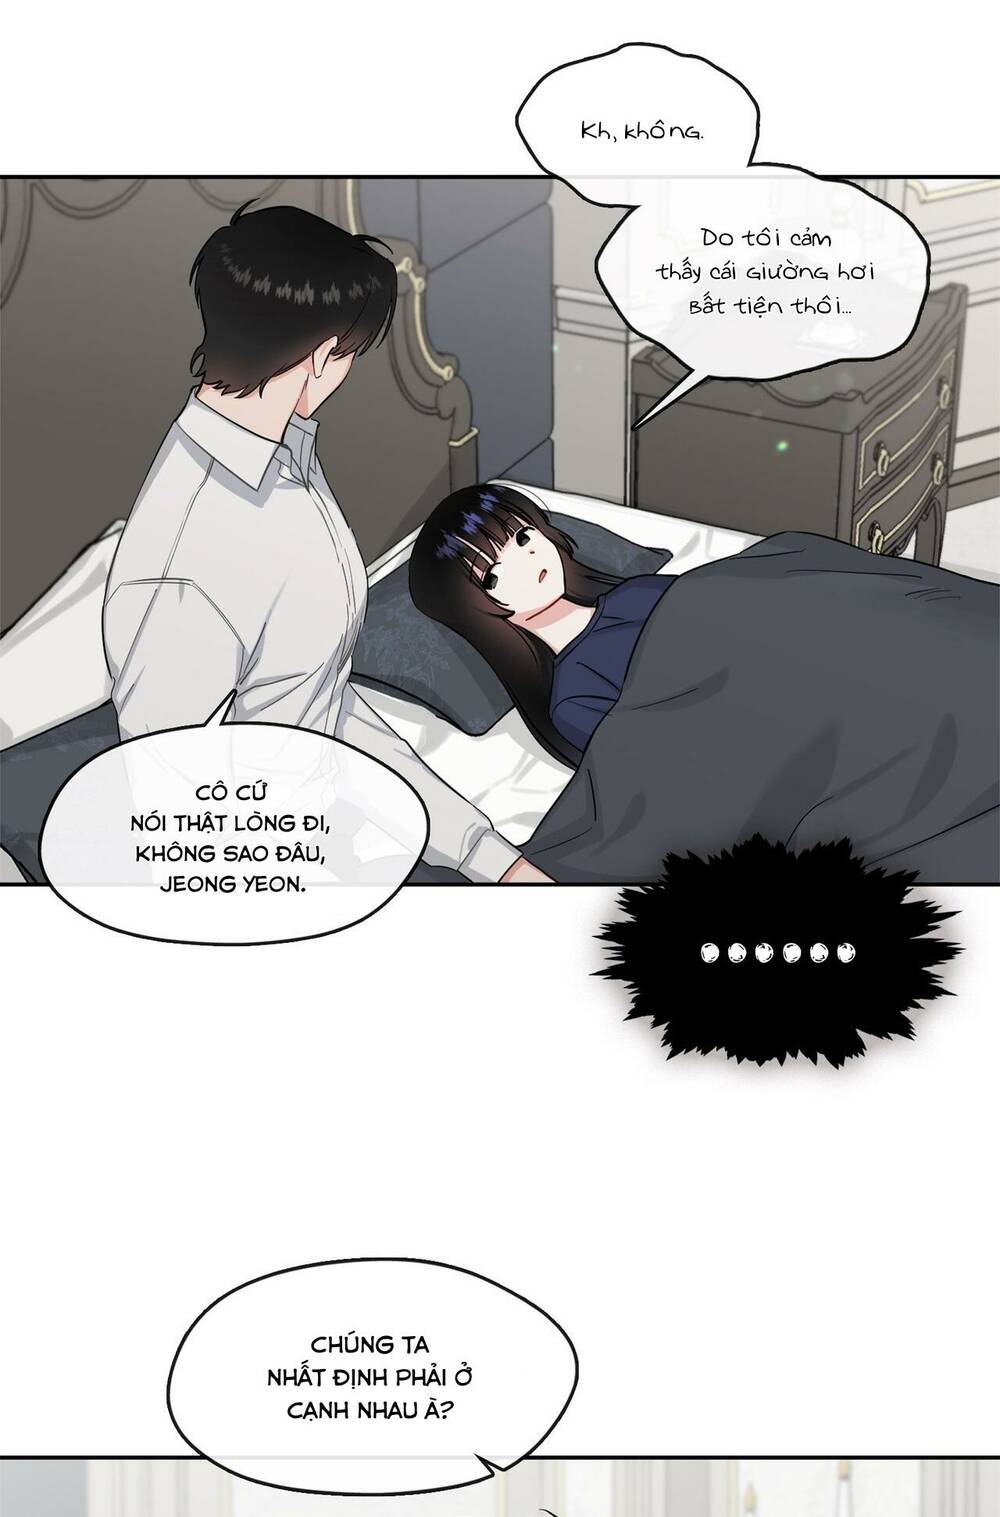 Kh, không.
Do tôi cảm
thấy cái giường hơi
bất tiện thôi...
CÔ CỨ
NÓI THẬT LÒNG ĐI,
KHÔNG SAO ĐÂU,
JEONG YEON.
......
CHÚNG TA
NHẤT ĐỊNH PHẢI Ở
CẠNH NHAU À?